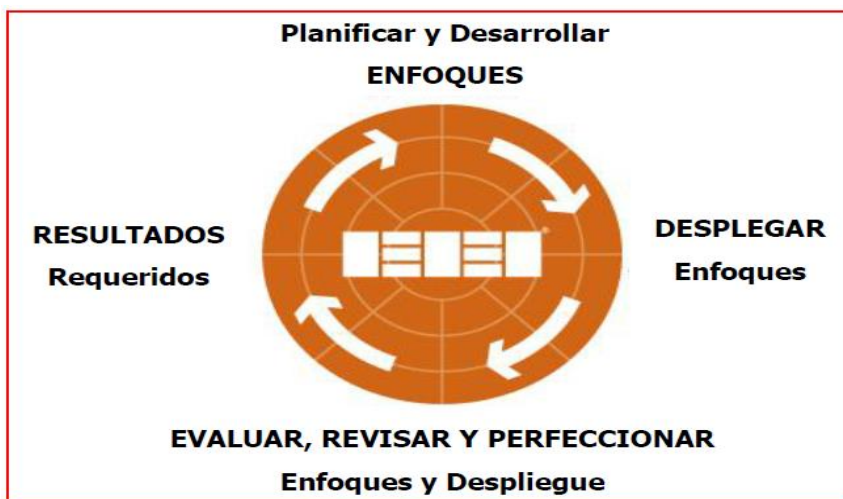 Planificar y Desarrollar
ENFOQUES
RESULTADOS
Requeridos
DESPLEGAR
Enfoques
EVALUAR, REVISAR Y PERFECCIONAR
Enfoques y Despliegue